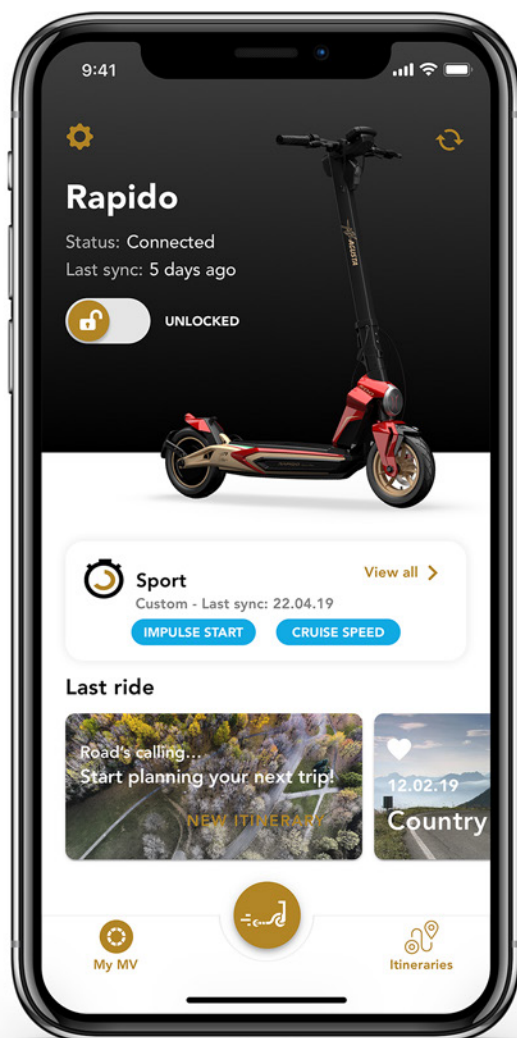 9:41
Rapido
Status: Connected
Last sync: 5 days ago
UNLOCKED
AGUSTA
Sport
View all
Custom - Last sync: 22.04.19
IMPULSE START
CRUISE SPEED
Last ride
Road's calling...
Start planning your next trip!
NEW ITINERARY
12.02.19
Country
My MV
Itineraries